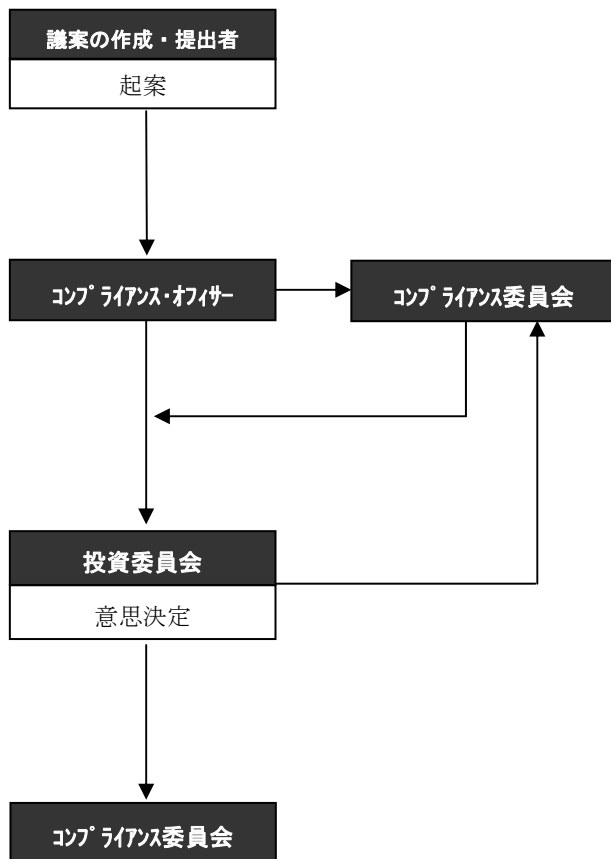 議案の作成・提出者
起案
コンプライアンス・オフィサー
コンプライアンス委員会
投資委員会
意思決定
コンプライアンス委員会